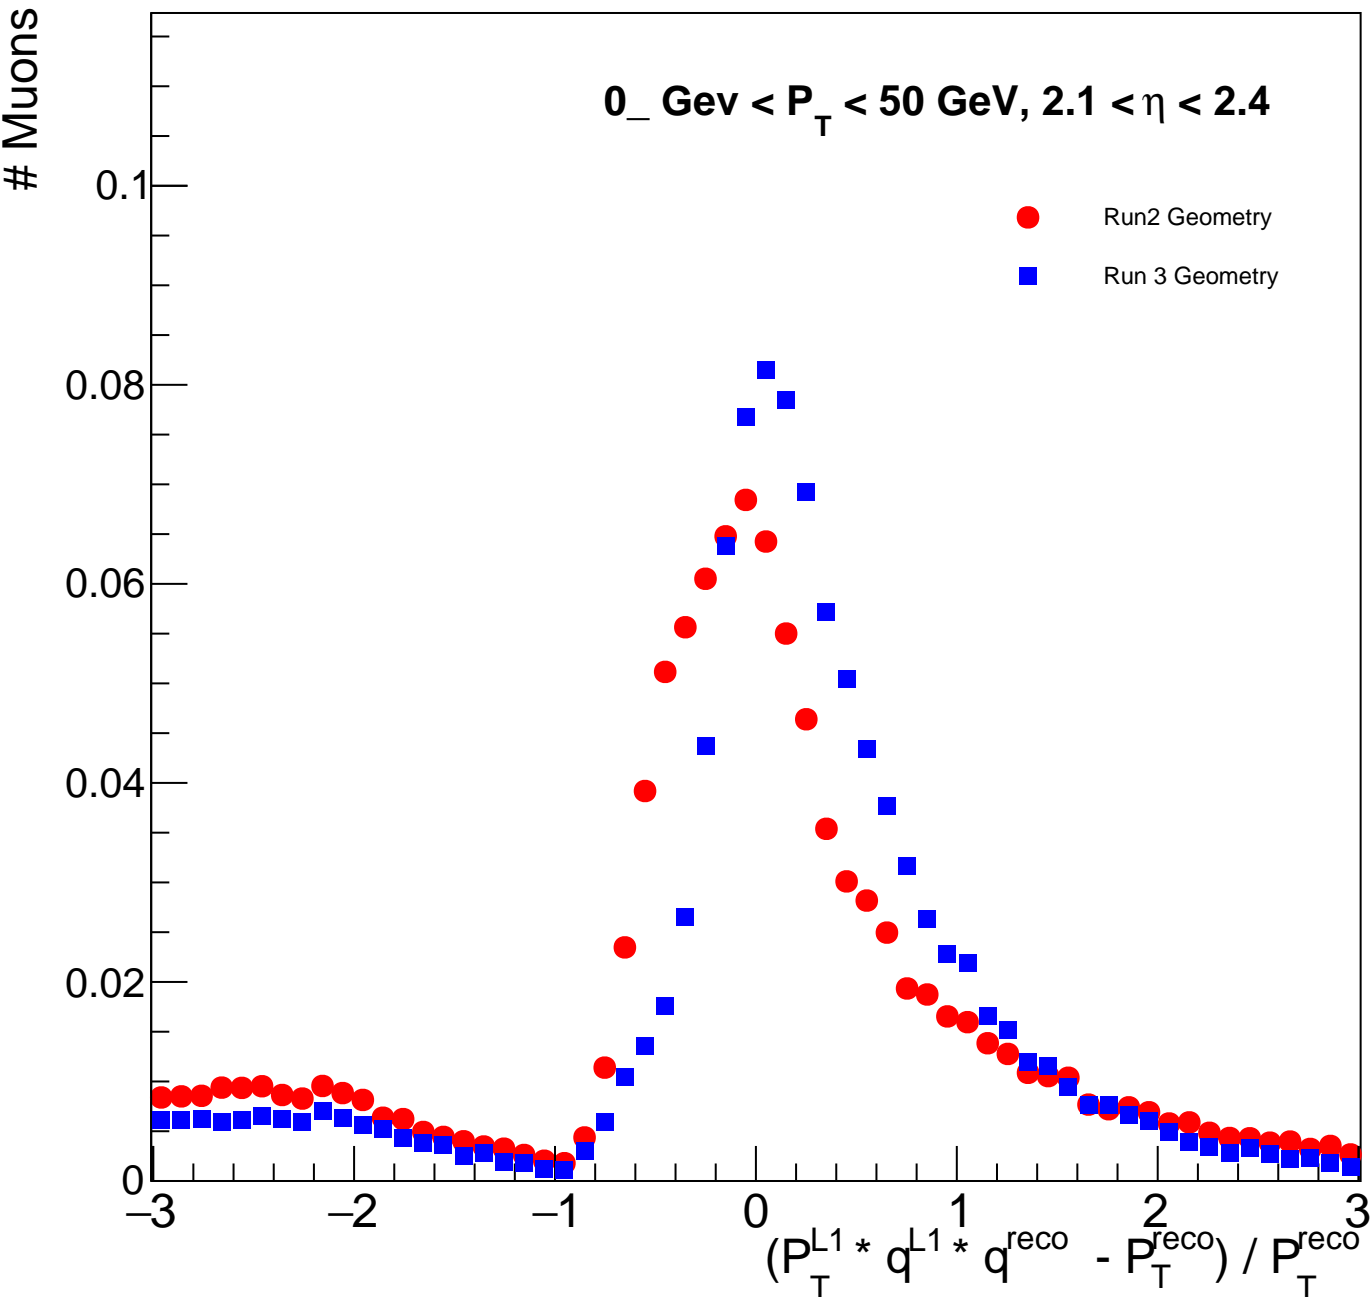 # Muons
0_ Gev < P_T < 50 GeV, 2.1 < η < 2.4
Run2 Geometry
Run 3 Geometry
0.1
0.08
0.06
0.04
0.02
0
−3 −2 −1 0 1 2 3
(P_T^L1 * q^L1 * q^reco - P_T^reco) / P_T^reco